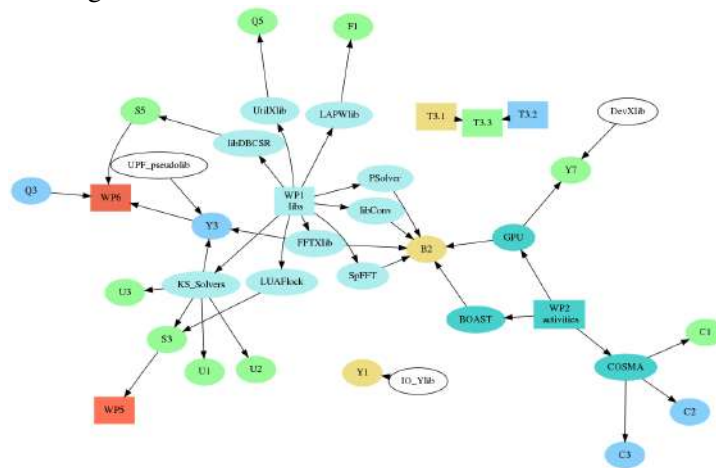 Q5
F1
S5
UtilXlib
LAPWlib
T3.1
T3.3
T3.2
DevXlib
libDBCSR
UPF_pseudolib
PSolver
Y7
Q3
WP6
WP1
libs
libConv
Y3
FFTXlib
B2
GPU
U3
KS_Solvers
LUAFlock
SpFFT
S3
BOAST
WP2
activities
C1
U1
U2
Y1
IO_Ylib
COSMA
WP5
C2
C3